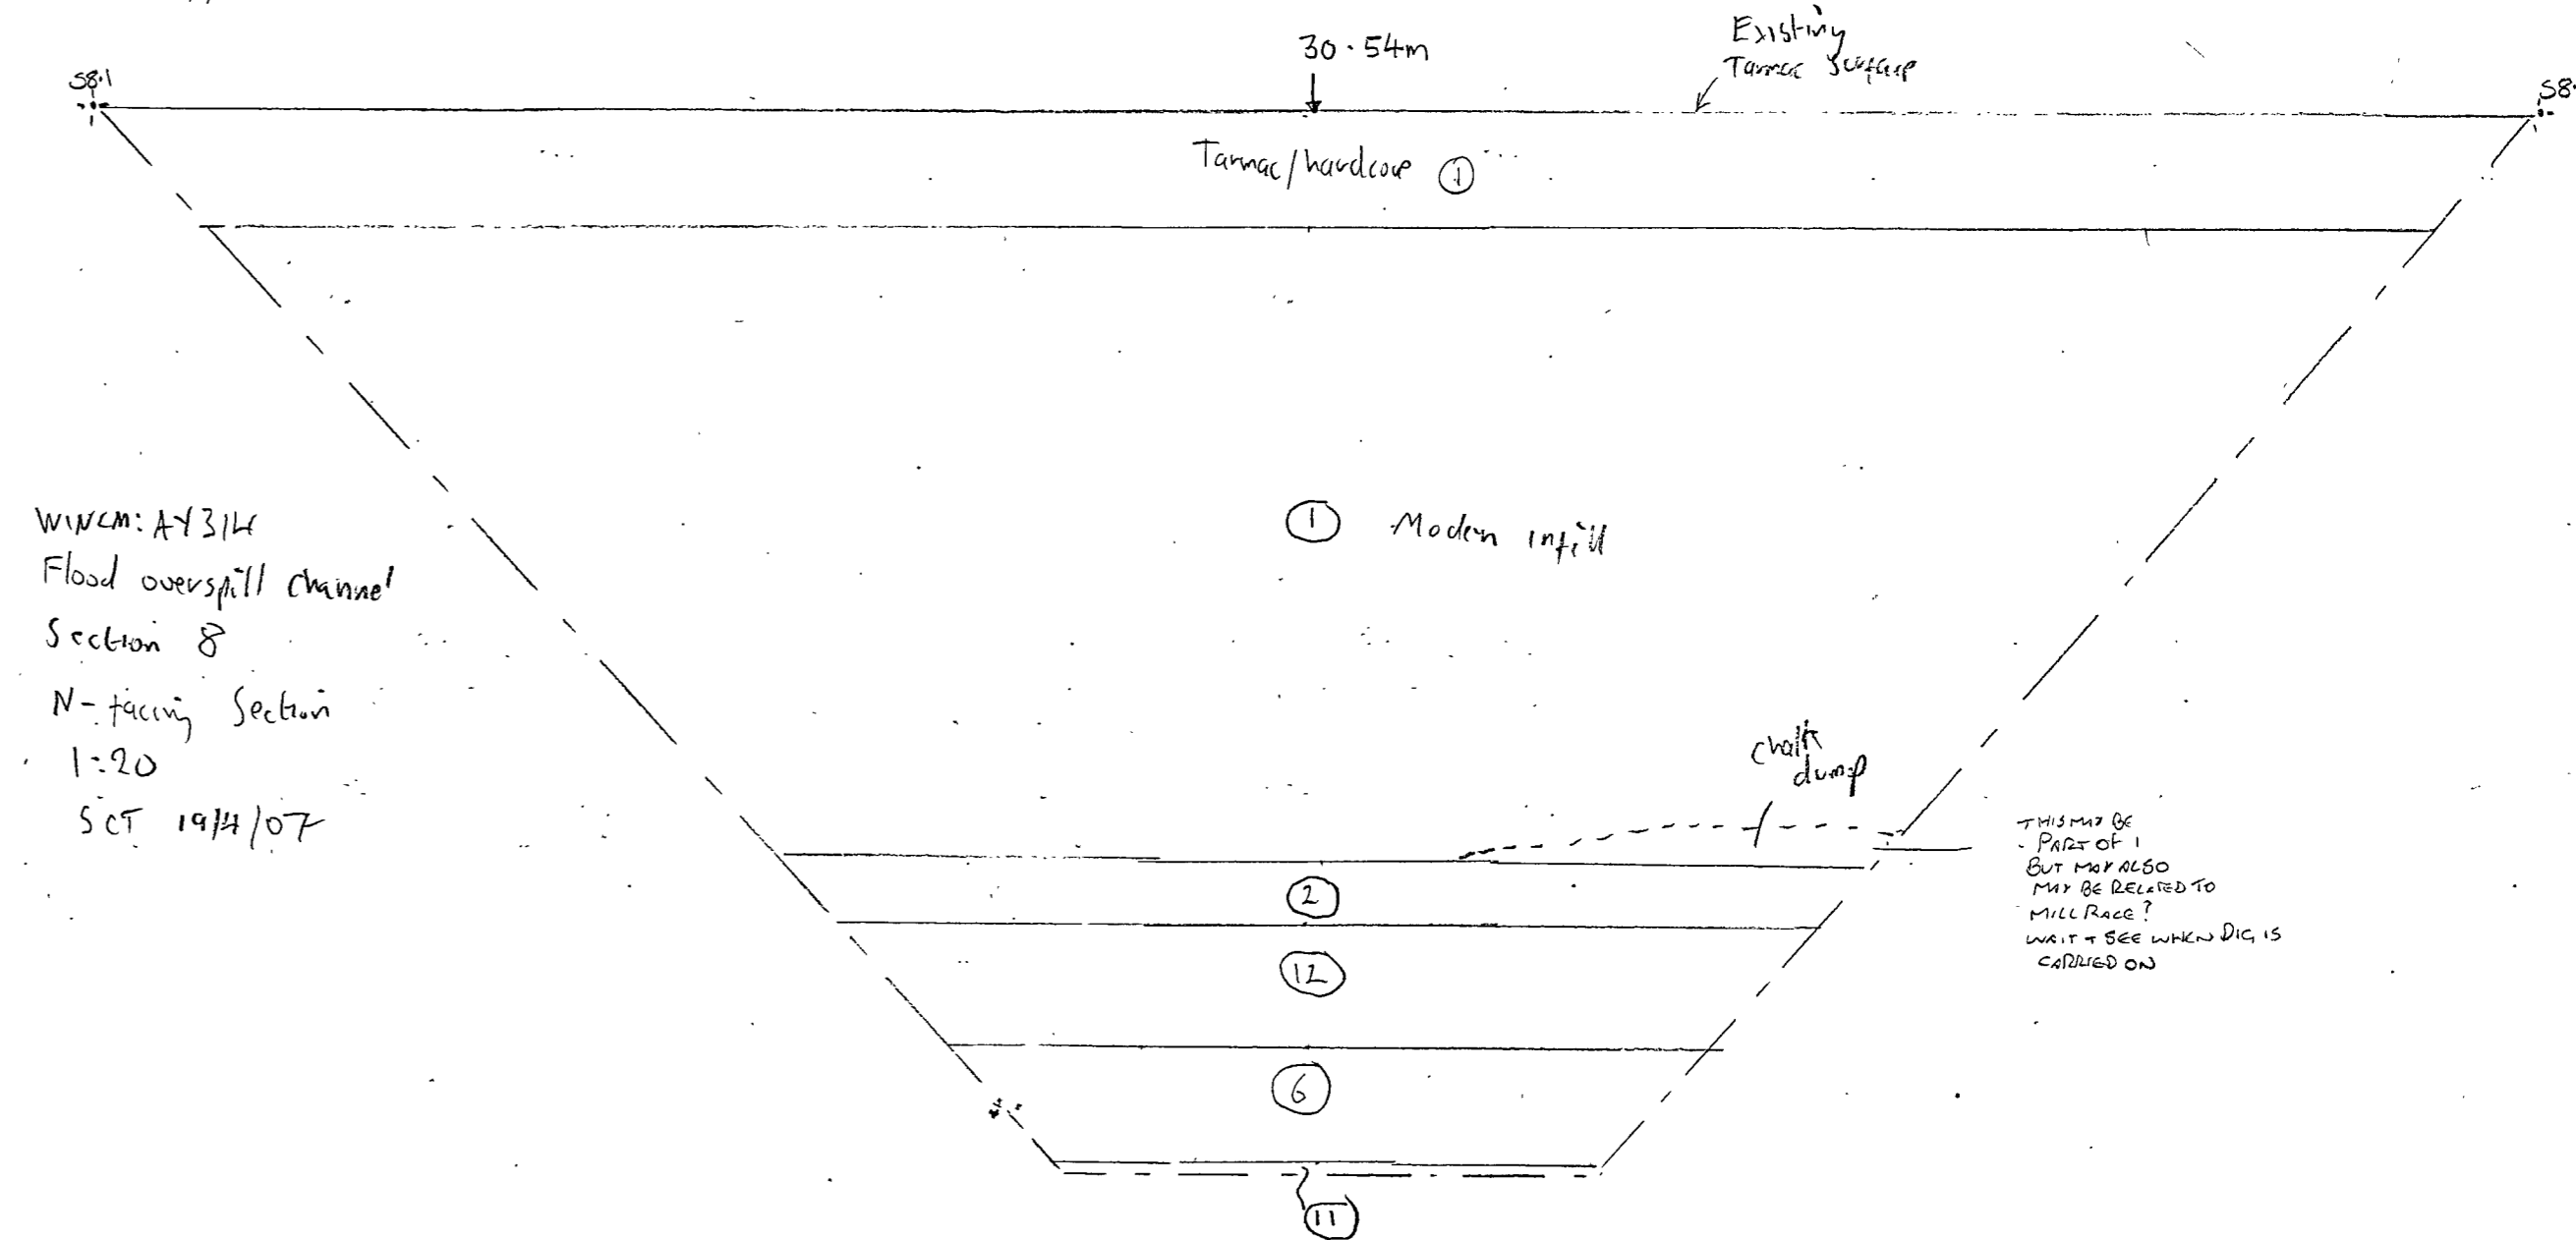 30.54m
Existing
Tarmac Surface
S8.1
S8.
Tarmac/hardcore 1
1 Modern infill
WINCM: AY314
Flood overspill channel
Section 8
N-facing Section
1:20
SCT 19/4/07
Chalk
dump
THIS MAY BE
PART OF 1
BUT MAY ALSO
MAY BE RELATED TO
MILL RACE?
WAIT + SEE WHEN DIG IS
CARRIED ON
2
12
6
11